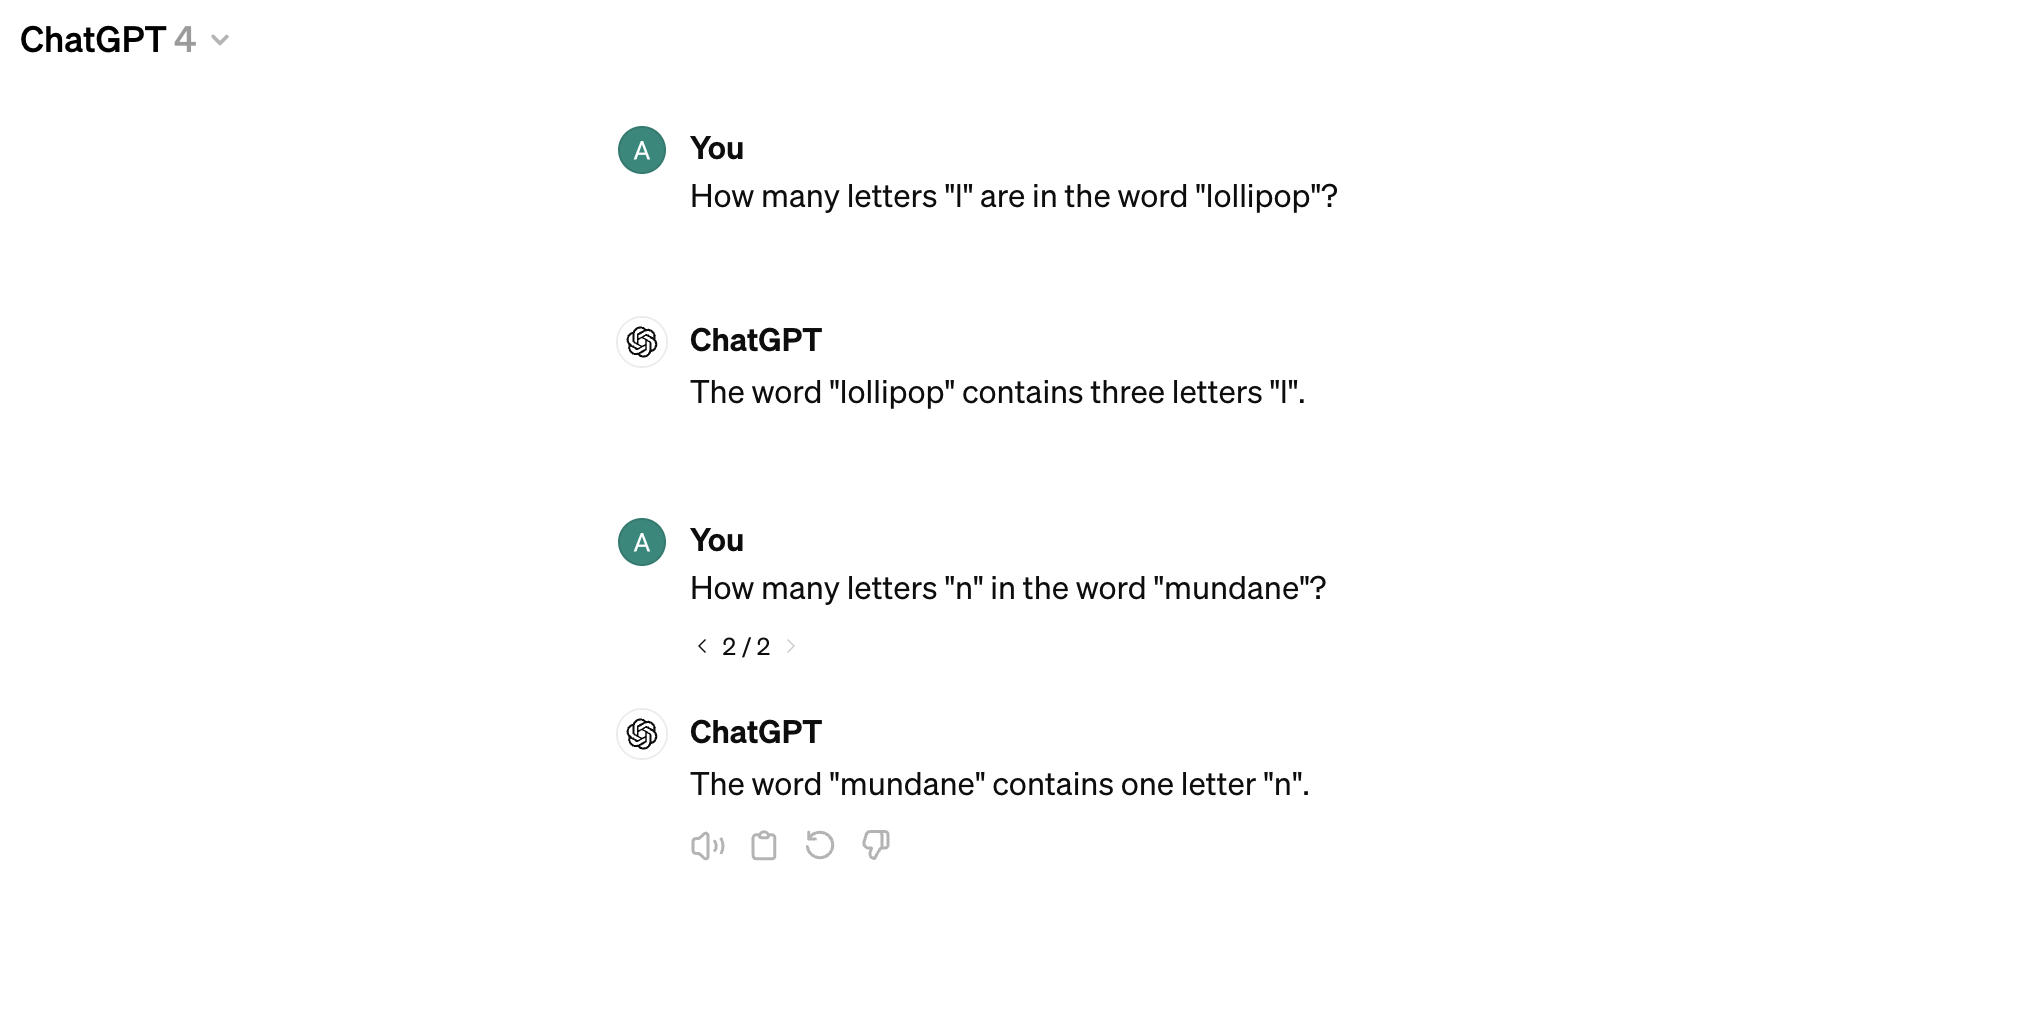 ChatGPT 4
A
You
How many letters "l" are in the word "lollipop"?
ChatGPT
The word "lollipop" contains three letters "l".
A
You
How many letters "n" in the word "mundane"?
2 / 2
ChatGPT
The word "mundane" contains one letter "n".